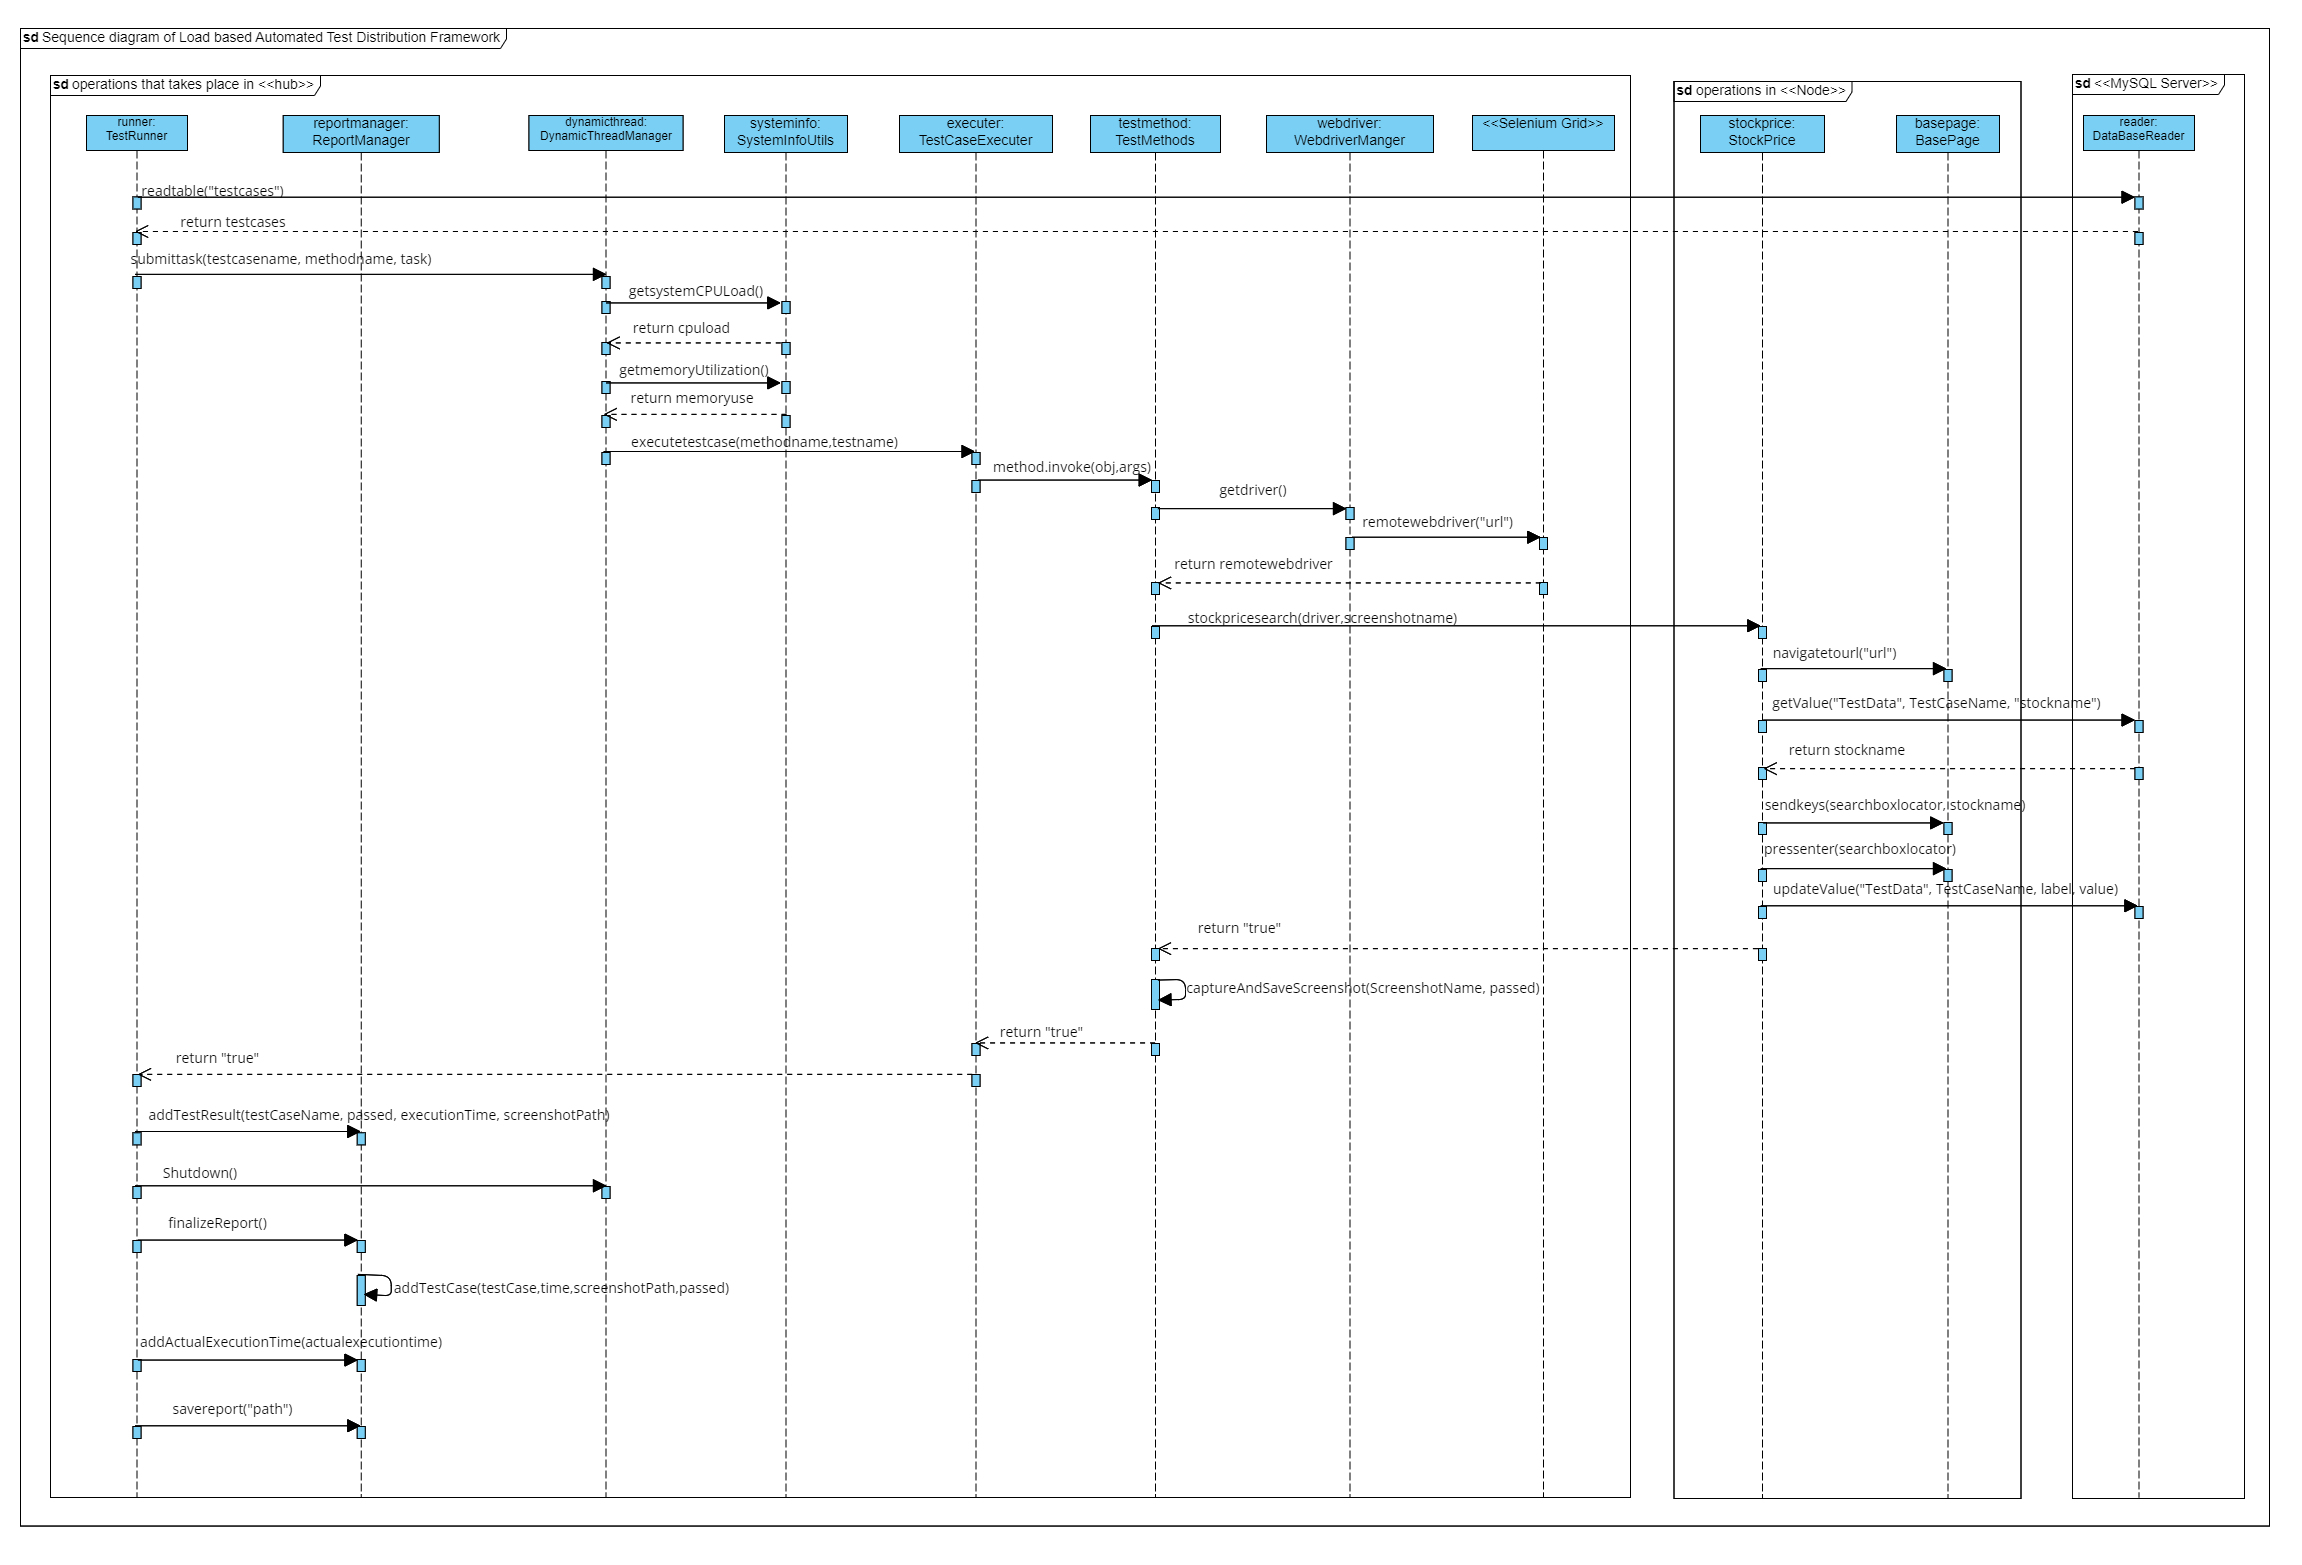 sd Sequence diagram of Load based Automated Test Distribution Framework
sd operations that takes place in <<hub>>
sd operations in <<Node>>
sd <<MySQL Server>>
runner:
TestRunner
reportmanager:
ReportManager
dynamicthread:
DynamicThreadManager
systeminfo:
SystemInfoUtils
executer:
TestCaseExecuter
testmethod:
TestMethods
webdriver:
WebdriverManger
<<Selenium Grid>>
stockprice:
StockPrice
basepage:
BasePage
reader:
DataBaseReader
readtable("testcases")
return testcases
submittask(testcasename, methodname, task)
getsystemCPULoad()
return cpuload
getmemoryUtilization()
return memoryuse
executetestcase(methodname,testname)
method.invoke(obj,args)
getdriver()
remotewebdriver("url")
return remotewebdriver
stockpricesearch(driver,screenshotname)
navigatetourl("url")
getValue("TestData", TestCaseName, "stockname")
return stockname
sendkeys(searchboxlocator, stockname)
pressenter(searchboxlocator)
updateValue("TestData", TestCaseName, label, value)
return "true"
captureAndSaveScreenshot(ScreenshotName, passed)
return "true"
return "true"
addTestResult(testCaseName, passed, executionTime, screenshotPath)
Shutdown()
finalizeReport()
addTestCase(testCase,time,screenshotPath,passed)
addActualExecutionTime(actualexecutiontime)
savereport("path")